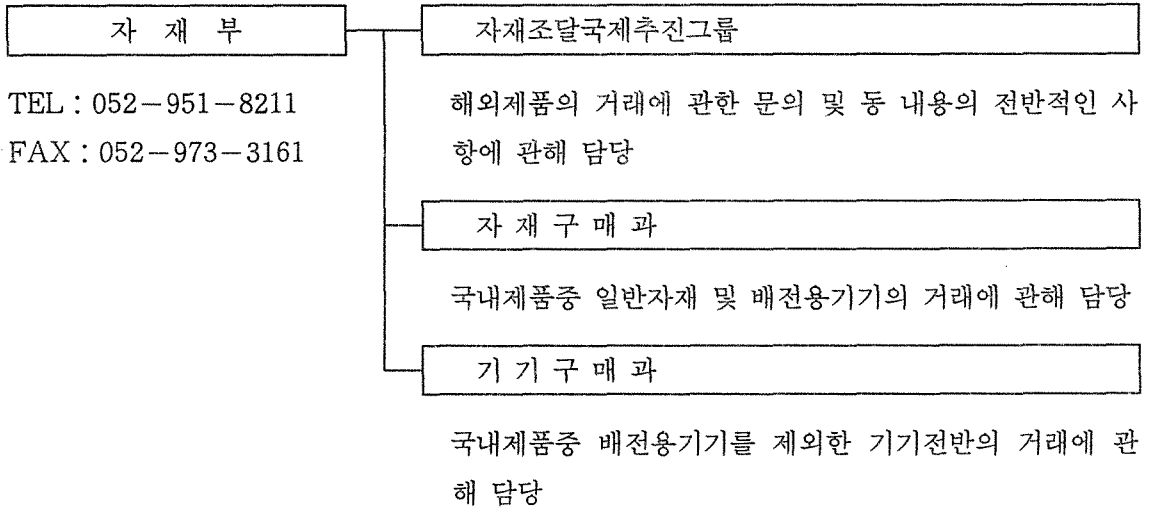 자 재 부
TEL : 052-951-8211
FAX : 052-973-3161
자재조달국제추진그룹
해외제품의 거래에 관한 문의 및 동 내용의 전반적인 사
항에 관해 담당
자 재 구 매 과
국내제품중 일반자재 및 배전용기기의 거래에 관해 담당
기 기 구 매 과
국내제품중 배전용기기를 제외한 기기전반의 거래에 관
해 담당